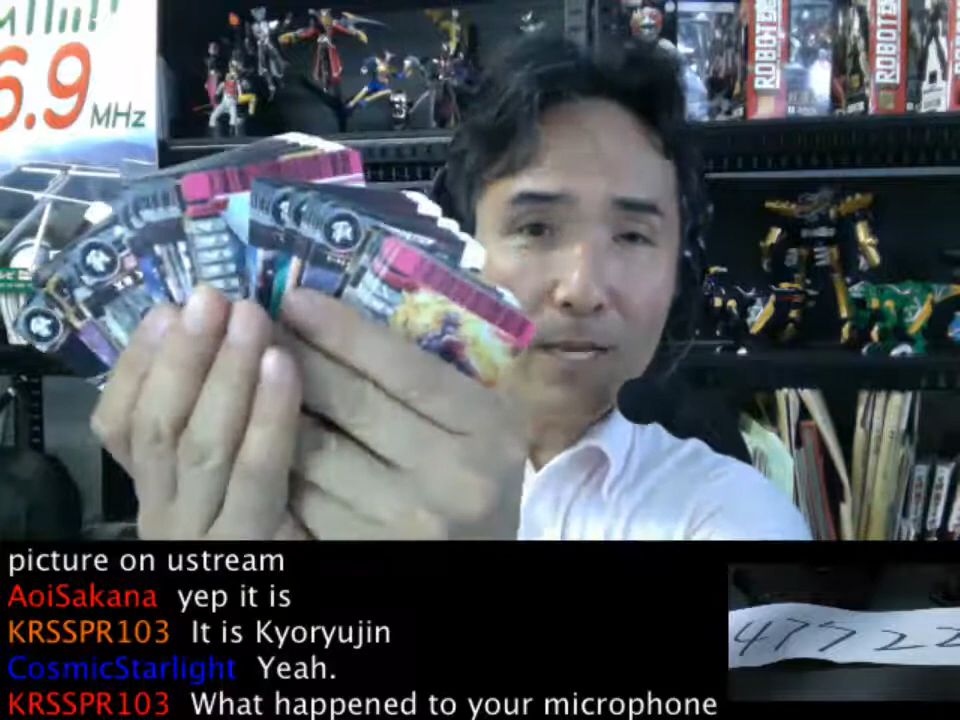 6.9 MHz
ROBOT
ROBOT
picture on ustream
AoiSakana yep it is
KRSSPR103 It is Kyoryujin
CosmicStarlight Yeah.
KRSSPR103 What happened to your microphone
47722